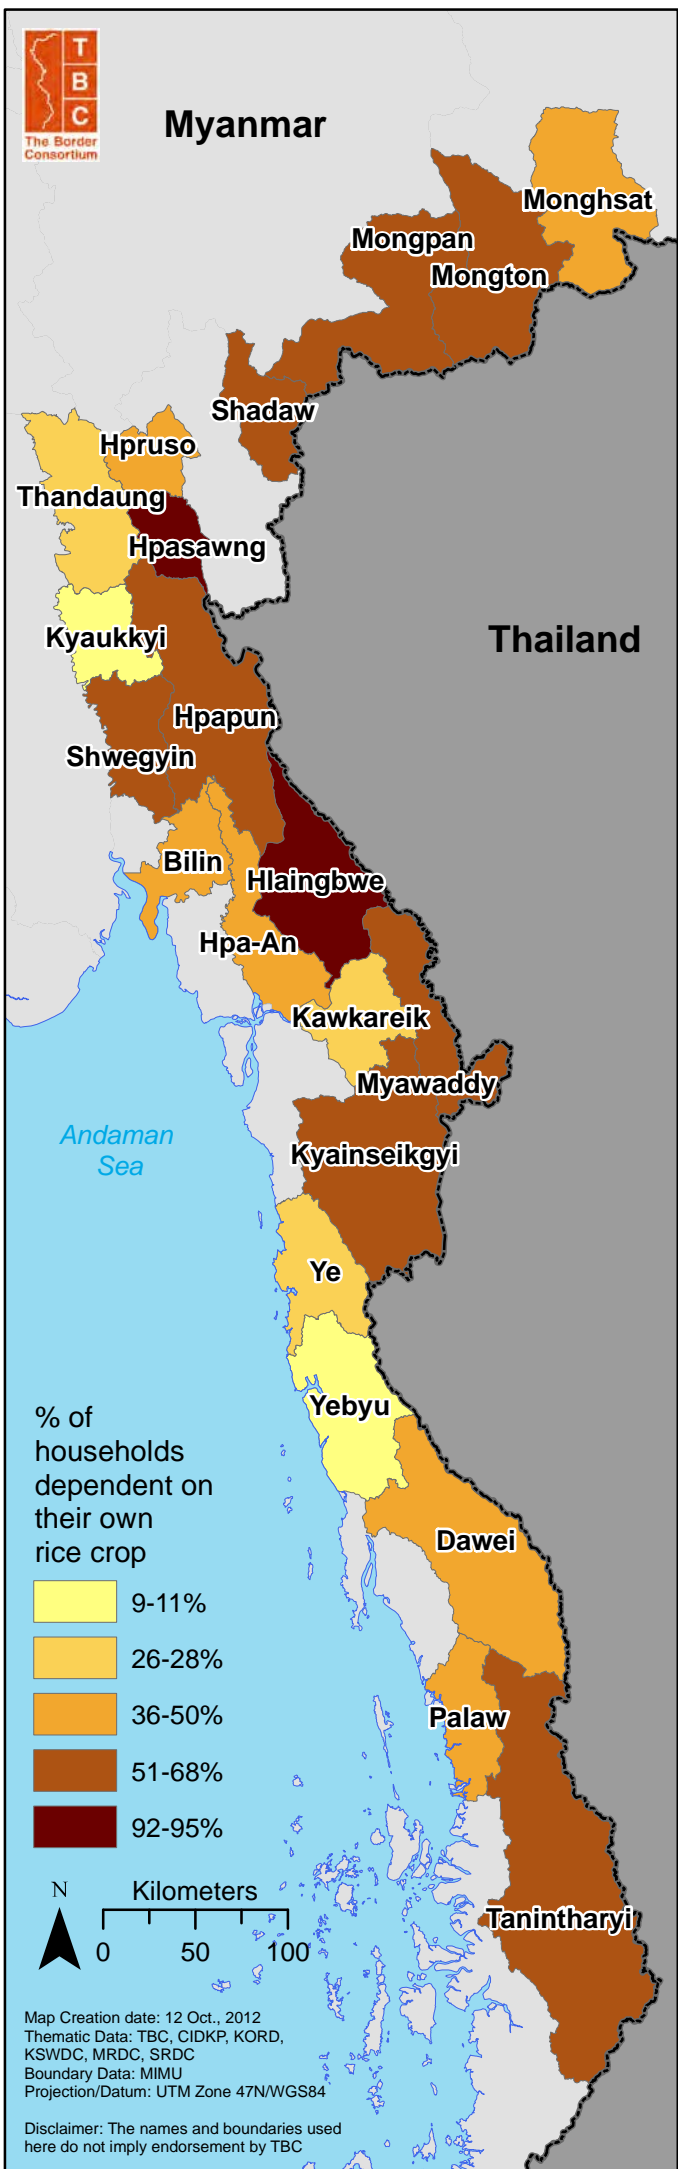 T
B
C
The Border
Consortium
Myanmar
Monghsat
Mongpan
Mongton
Shadaw
Hpruso
Thandaung
Hpasawng
Kyaukkyi
Thailand
Hpapun
Shwegyin
Bilin
Hlaingbwe
Hpa-An
Kawkareik
Myawaddy
Andaman
Sea
Kyainseikgyi
Ye
Yebyu
% of
households
dependent on
their own
rice crop
Dawei
9-11%
26-28%
36-50%
Palaw
51-68%
92-95%
N
Kilometers
0 50 100
Tanintharyi
Map Creation date: 12 Oct., 2012
Thematic Data: TBC, CIDKP, KORD,
KSWDC, MRDC, SRDC
Boundary Data: MIMU
Projection/Datum: UTM Zone 47N/WGS84
Disclaimer: The names and boundaries used
here do not imply endorsement by TBC